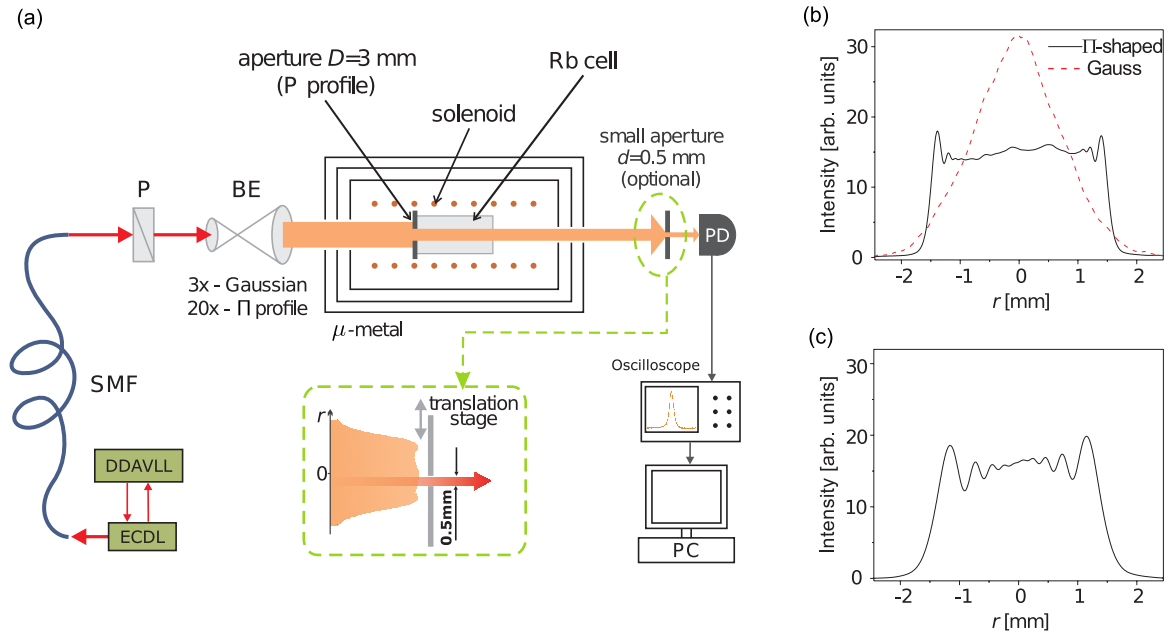 (a)
aperture D=3 mm
(P profile)
Rb cell
solenoid
small aperture
d=0.5 mm
(optional)
P
BE
PD
3x - Gaussian
20x - Π profile
μ-metal
SMF
DDAVLL
ECDL
r
0
translation
stage
0.5mm
Oscilloscope
PC
(b)
Intensity [arb. units]
30
20
10
0
Π-shaped
Gauss
-2
-1
0
1
2
r [mm]
(c)
Intensity [arb. units]
30
20
10
0
-2
-1
0
1
2
r [mm]